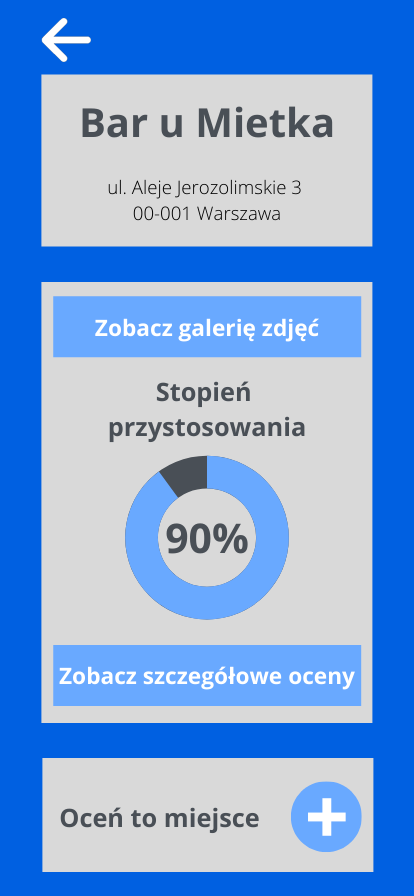 Bar u Mietka
ul. Aleje Jerozolimskie 3
00-001 Warszawa
Zobacz galerię zdjęć
Stopień
przystosowania
90%
Zobacz szczegółowe oceny
Oceń to miejsce